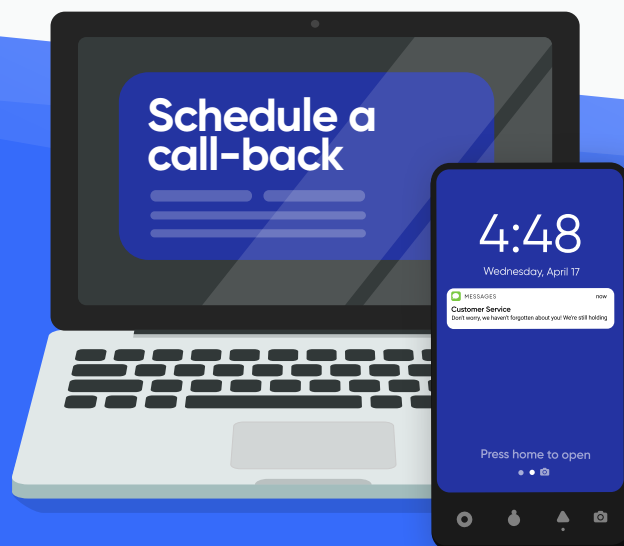 Schedule a
call-back
4:48
Wednesday, April 17
MESSAGES now
Customer Service
Don't worry, we haven't forgotten about you! We're still holding
Press home to open